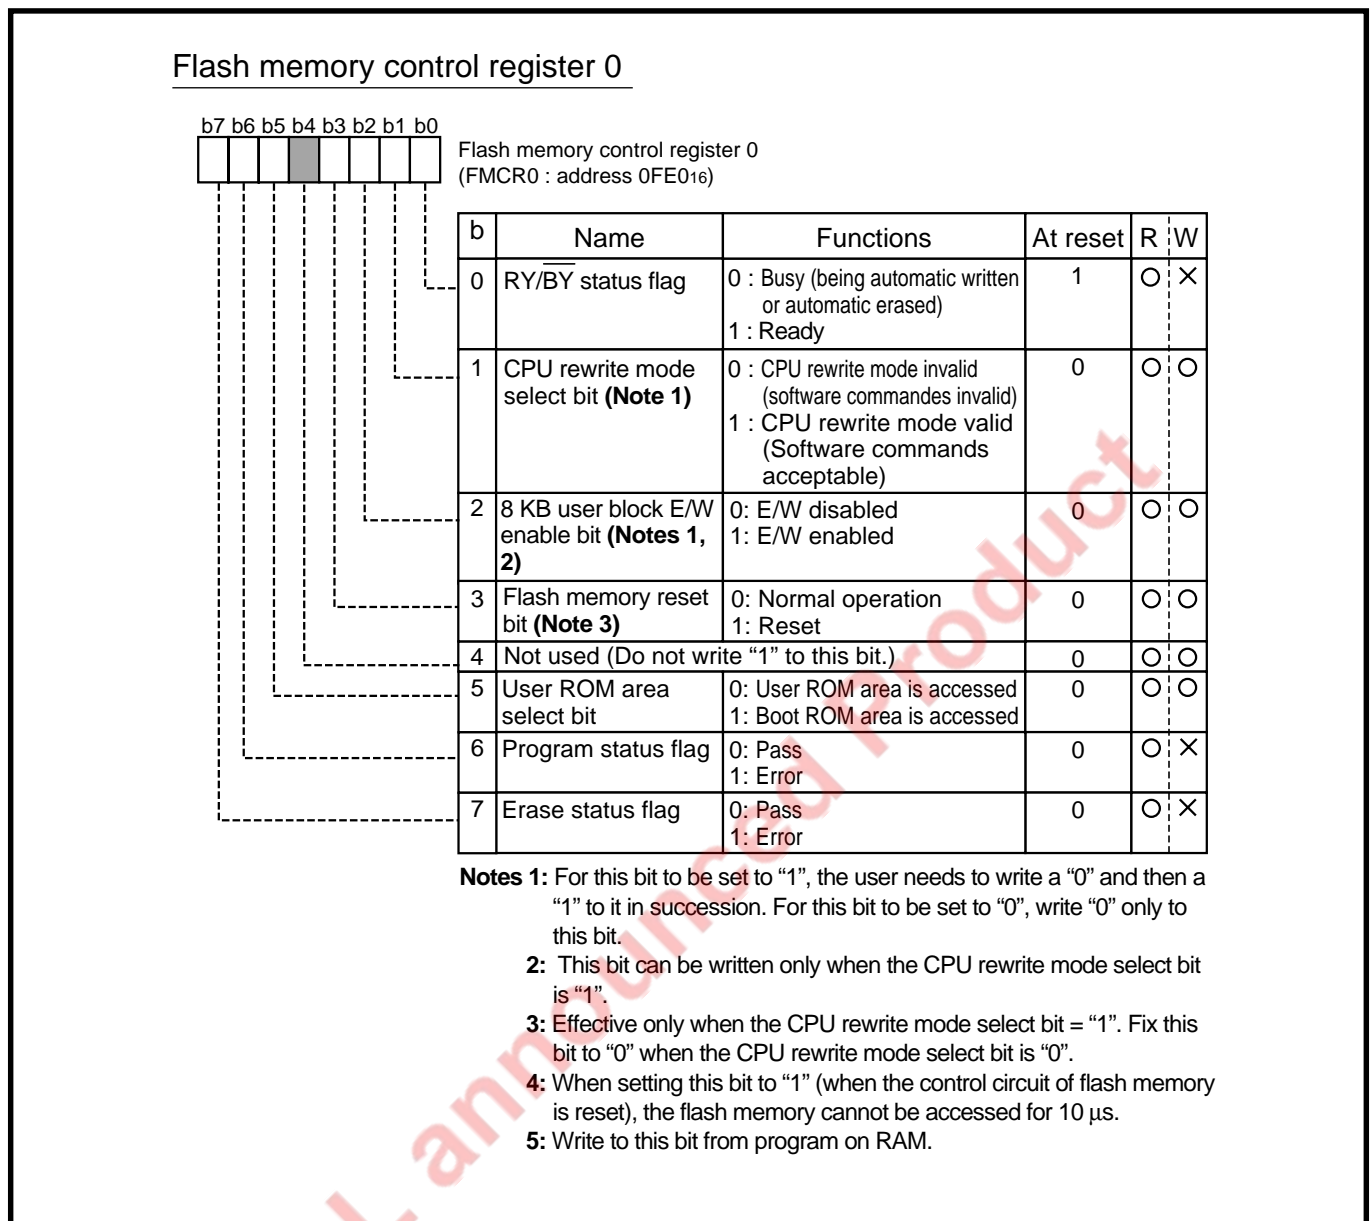 Flash memory control register 0
b7 b6 b5 b4 b3 b2 b1 b0
Flash memory control register 0
(FMCR0 : address 0FE016)
b Name Functions At reset R W
0 RY/BY status flag 0 : Busy (being automatic written 1 O X
or automatic erased)
1 : Ready
1 CPU rewrite mode 0 : CPU rewrite mode invalid 0 O O
select bit (Note 1) (software commandes invalid)
1 : CPU rewrite mode valid
(Software commands
acceptable)
2 8 KB user block E/W 0: E/W disabled 0 O O
enable bit (Notes 1, 1: E/W enabled
2)
3 Flash memory reset 0: Normal operation 0 O O
bit (Note 3) 1: Reset
4 Not used (Do not write “1” to this bit.) 0 O O
5 User ROM area 0: User ROM area is accessed 0 O O
select bit 1: Boot ROM area is accessed
6 Program status flag 0: Pass 0 O X
1: Error
7 Erase status flag 0: Pass 0 O X
1: Error
Notes 1: For this bit to be set to “1”, the user needs to write a “0” and then a
“1” to it in succession. For this bit to be set to “0”, write “0” only to
this bit.
2: This bit can be written only when the CPU rewrite mode select bit
is “1”.
3: Effective only when the CPU rewrite mode select bit = “1”. Fix this
bit to “0” when the CPU rewrite mode select bit is “0”.
4: When setting this bit to “1” (when the control circuit of flash memory
is reset), the flash memory cannot be accessed for 10 μs.
5: Write to this bit from program on RAM.
announced Product